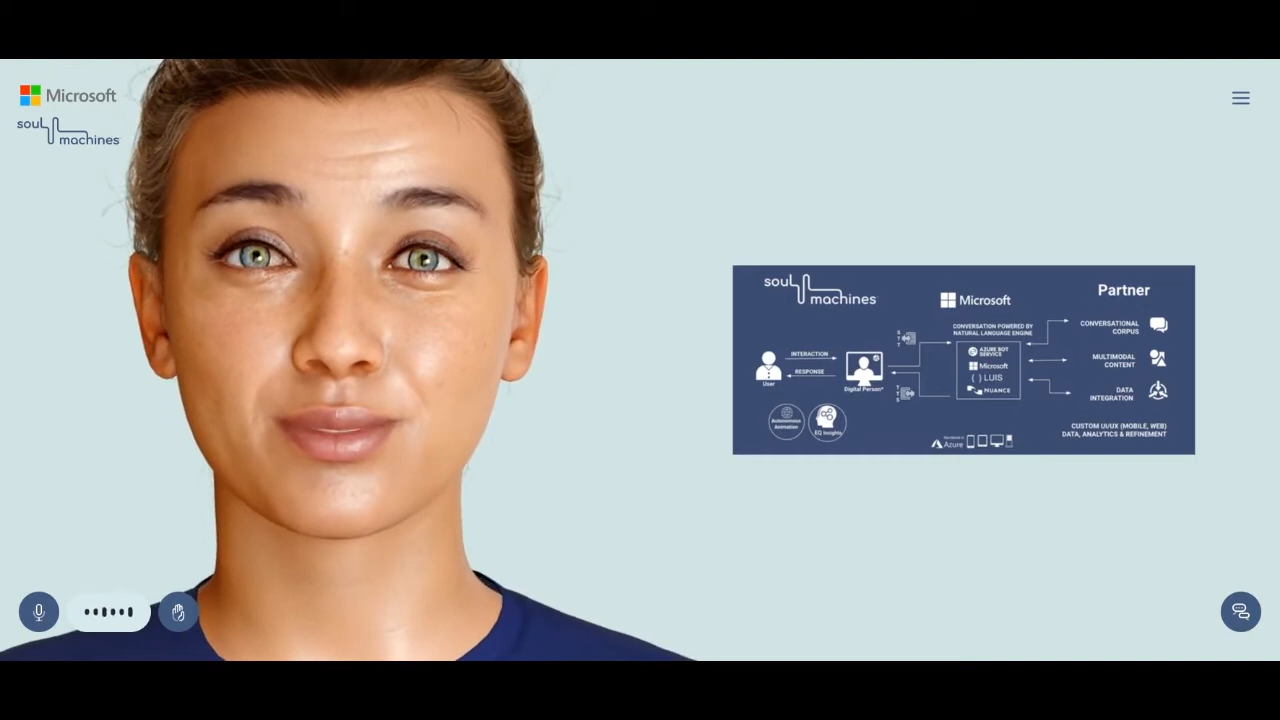 Microsoft
soul
machines
soul
machines
Microsoft
Partner
INTERACTION
RESPONSE
User
Digital Person*
S
T
T
T
T
S
Autonomous
Animation
EQ Insights
CONVERSATION POWERED BY
NATURAL LANGUAGE ENGINE
AZURE BOT
SERVICE
Microsoft
{ } LUIS
NUANCE
Azure
CONVERSATIONAL
CORPUS
MULTIMODAL
CONTENT
DATA
INTEGRATION
CUSTOM UI/UX (MOBILE, WEB)
DATA, ANALYTICS & REFINEMENT